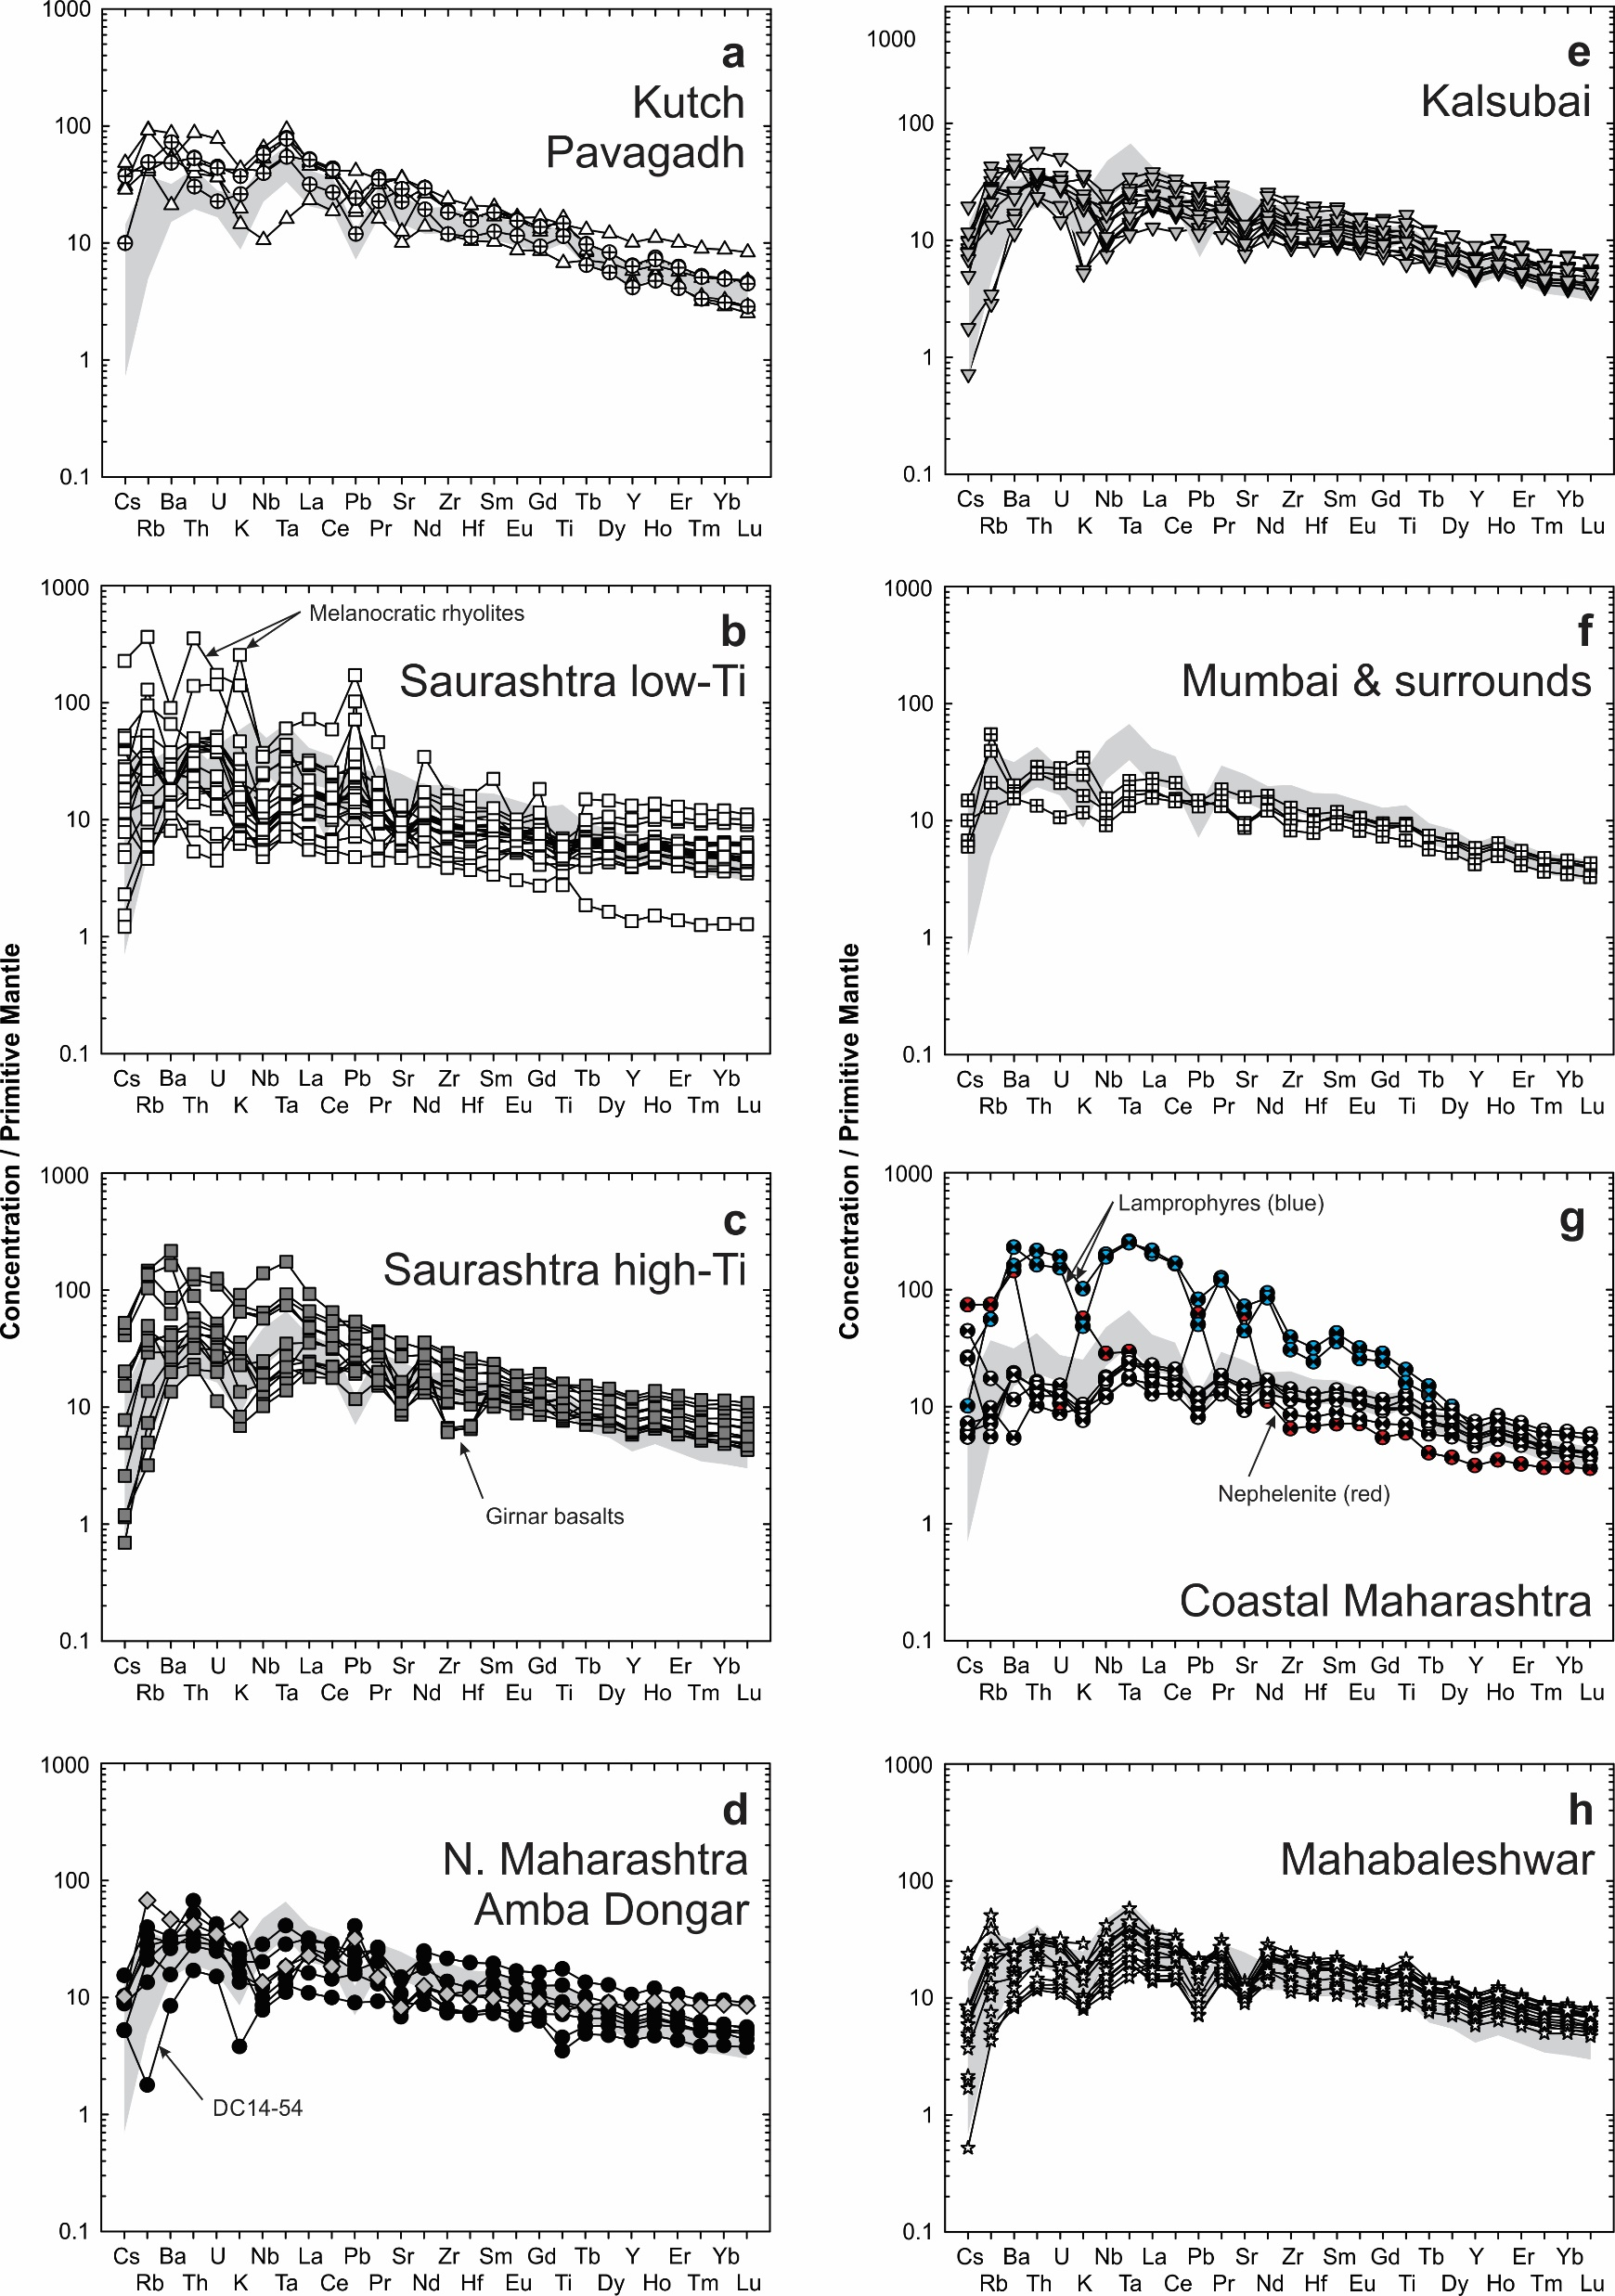 Concentration / Primitive Mantle
1000
100
10
1
0.1
a
Kutch
Pavagadh
Cs Ba U Nb La Pb Sr Zr Sm Gd Tb Y Er Yb
Rb Th K Ta Ce Pr Nd Hf Eu Ti Dy Ho Tm Lu
1000
100
10
1
0.1
b
Saurashtra low-Ti
Melanocratic rhyolites
Cs Ba U Nb La Pb Sr Zr Sm Gd Tb Y Er Yb
Rb Th K Ta Ce Pr Nd Hf Eu Ti Dy Ho Tm Lu
1000
100
10
1
0.1
c
Saurashtra high-Ti
Girnar basalts
Cs Ba U Nb La Pb Sr Zr Sm Gd Tb Y Er Yb
Rb Th K Ta Ce Pr Nd Hf Eu Ti Dy Ho Tm Lu
1000
100
10
1
0.1
d
N. Maharashtra
Amba Dongar
DC14-54
Cs Ba U Nb La Pb Sr Zr Sm Gd Tb Y Er Yb
Rb Th K Ta Ce Pr Nd Hf Eu Ti Dy Ho Tm Lu
Concentration / Primitive Mantle
1000
100
10
1
0.1
e
Kalsubai
Cs Ba U Nb La Pb Sr Zr Sm Gd Tb Y Er Yb
Rb Th K Ta Ce Pr Nd Hf Eu Ti Dy Ho Tm Lu
1000
100
10
1
0.1
f
Mumbai & surrounds
Cs Ba U Nb La Pb Sr Zr Sm Gd Tb Y Er Yb
Rb Th K Ta Ce Pr Nd Hf Eu Ti Dy Ho Tm Lu
1000
100
10
1
0.1
g
Lamprophyres (blue)
Nephelenite (red)
Coastal Maharashtra
Cs Ba U Nb La Pb Sr Zr Sm Gd Tb Y Er Yb
Rb Th K Ta Ce Pr Nd Hf Eu Ti Dy Ho Tm Lu
1000
100
10
1
0.1
h
Mahabaleshwar
Cs Ba U Nb La Pb Sr Zr Sm Gd Tb Y Er Yb
Rb Th K Ta Ce Pr Nd Hf Eu Ti Dy Ho Tm Lu